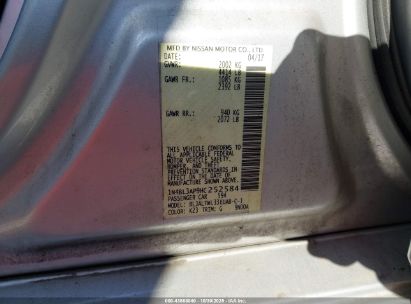 MFD BY NISSAN MOTOR CO., LTD.
DATE: 04/17
GVWR: 2002 KG
4414 LB
GAWR FR.: 1085 KG
2392 LB
GAWR RR.: 940 KG
2072 LB
THIS VEHICLE CONFORMS
TO ALL APPLICABLE FEDERAL
MOTOR VEHICLE SAFETY,
BUMPER, AND THEFT
PREVENTION STANDARDS
IN EFFECT ON THE DATE OF
MANUFACTURE SHOWN ABOVE.
1N4BL3AP9HC252584
PASSENGER CAR
MODEL:
COLOR: K23 TRIM: G